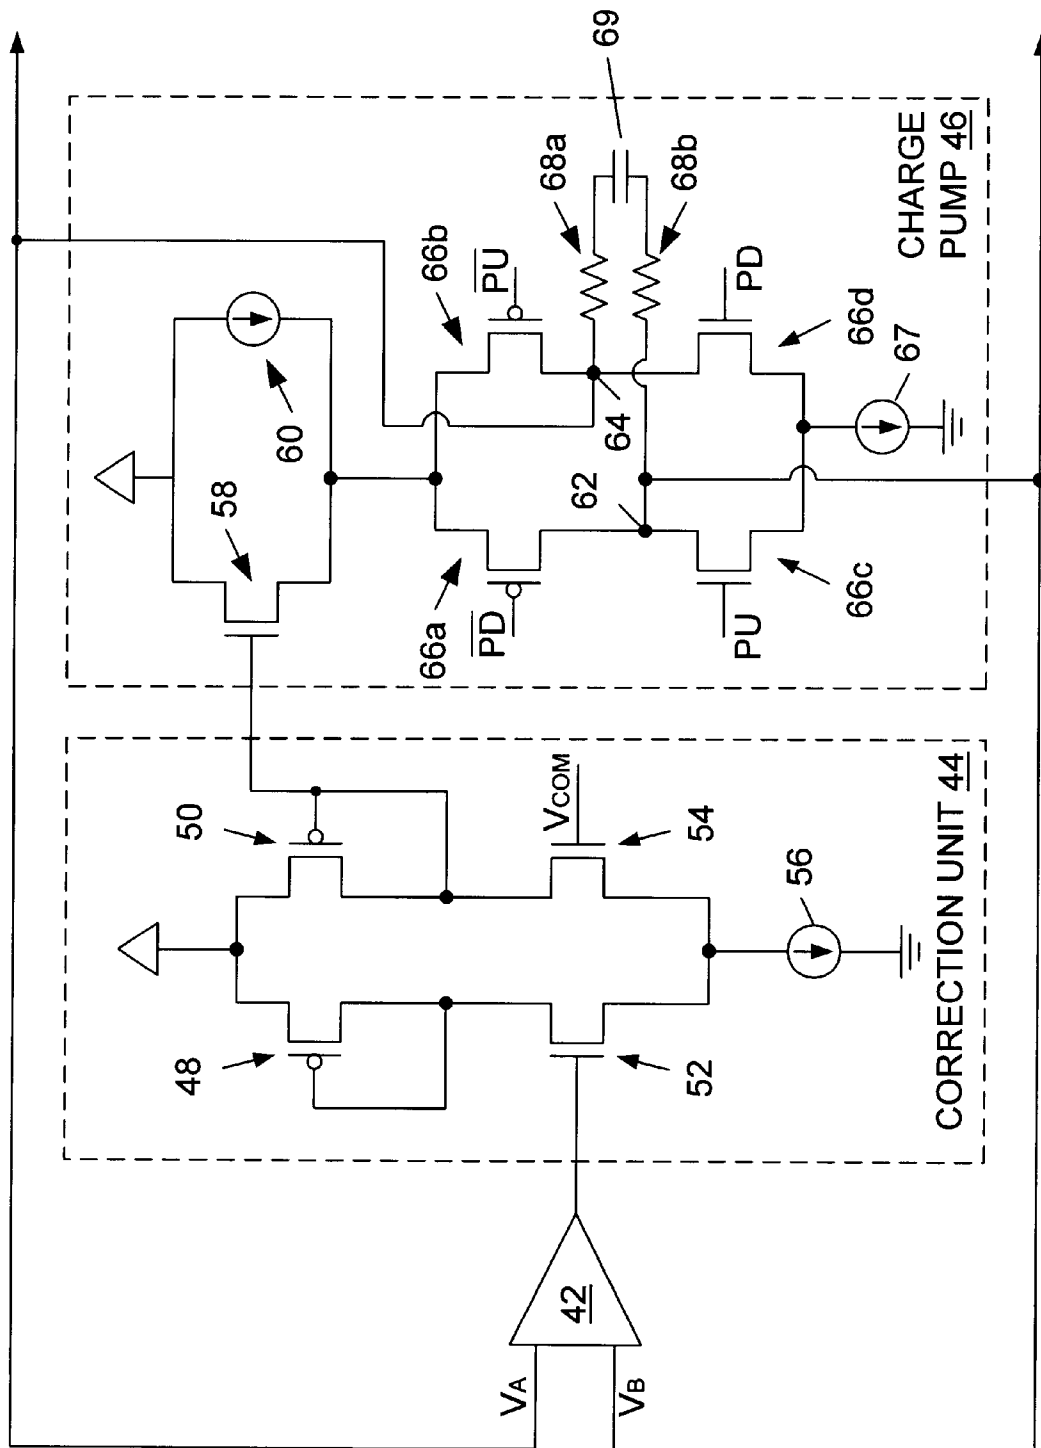 VA
VB
42
48
50
52
54
VCOM
56
CORRECTION UNIT 44
58
60
62
64
66a
66b
PD
PU
68a
68b
69
PU
PD
66c
66d
67
CHARGE
PUMP 46